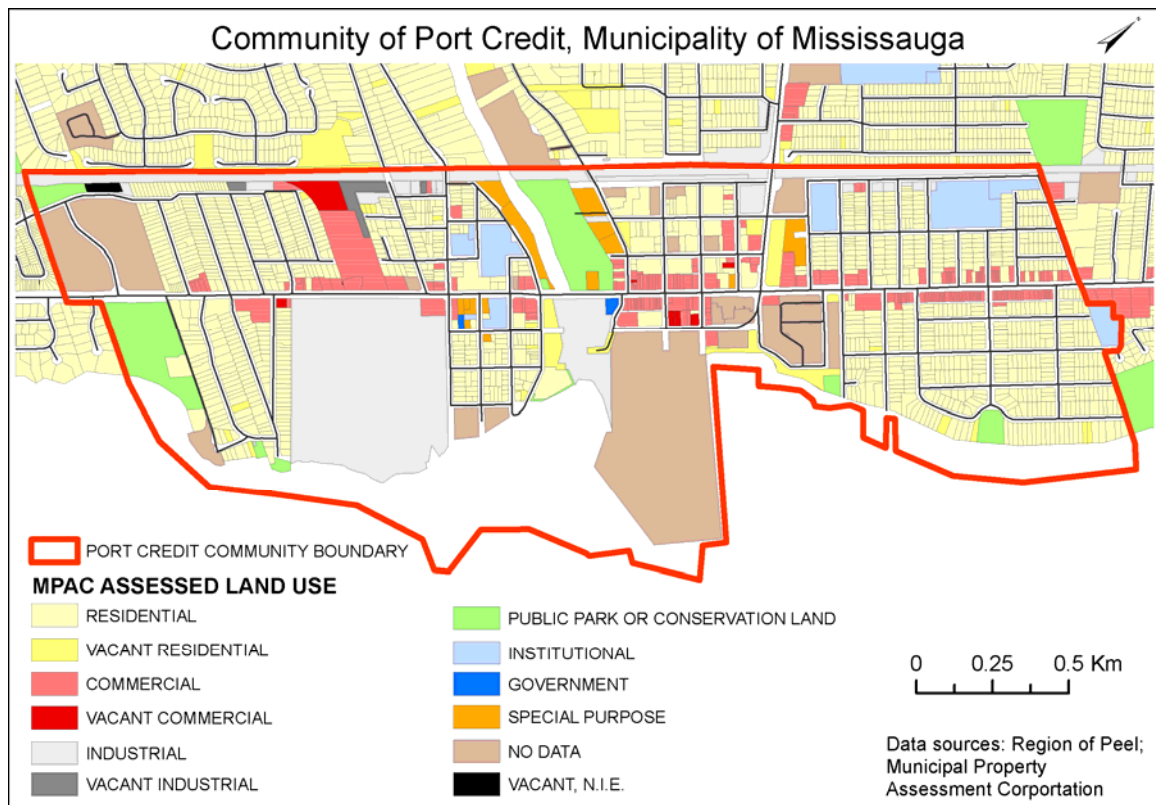 Community of Port Credit, Municipality of Mississauga
PORT CREDIT COMMUNITY BOUNDARY
MPAC ASSESSED LAND USE
RESIDENTIAL
VACANT RESIDENTIAL
COMMERCIAL
VACANT COMMERCIAL
INDUSTRIAL
VACANT INDUSTRIAL
PUBLIC PARK OR CONSERVATION LAND
INSTITUTIONAL
GOVERNMENT
SPECIAL PURPOSE
NO DATA
VACANT, N.I.E.
0 0.25 0.5 Km
Data sources: Region of Peel;
Municipal Property
Assessment Corportation